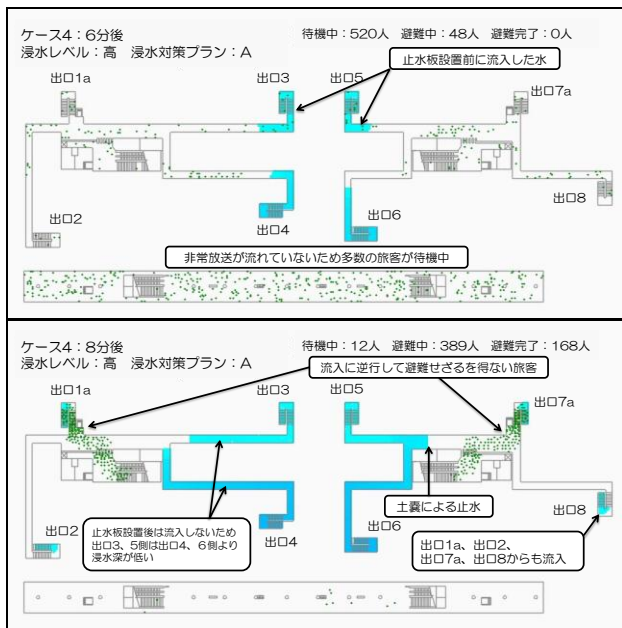 ケース4：6分後
浸水レベル：高　浸水対策プラン：A
待機中：520人　避難中：48人　避難完了：0人
止水板設置前に流入した水
出口1a
出口3
出口5
出口7a
出口2
出口4
出口6
出口8
非常放送が流れていないため多数の旅客が待機中
ケース4：8分後
浸水レベル：高　浸水対策プラン：A
待機中：12人　避難中：389人　避難完了：168人
流入に逆行して避難せざるを得ない旅客
出口1a
出口3
出口5
出口7a
土嚢による止水
出口2
止水板設置後は流入しないため
出口3、5側は出口4、6側より
浸水深が低い
出口4
出口6
出口8
出口1a、出口2、
出口7a、出口8からも流入